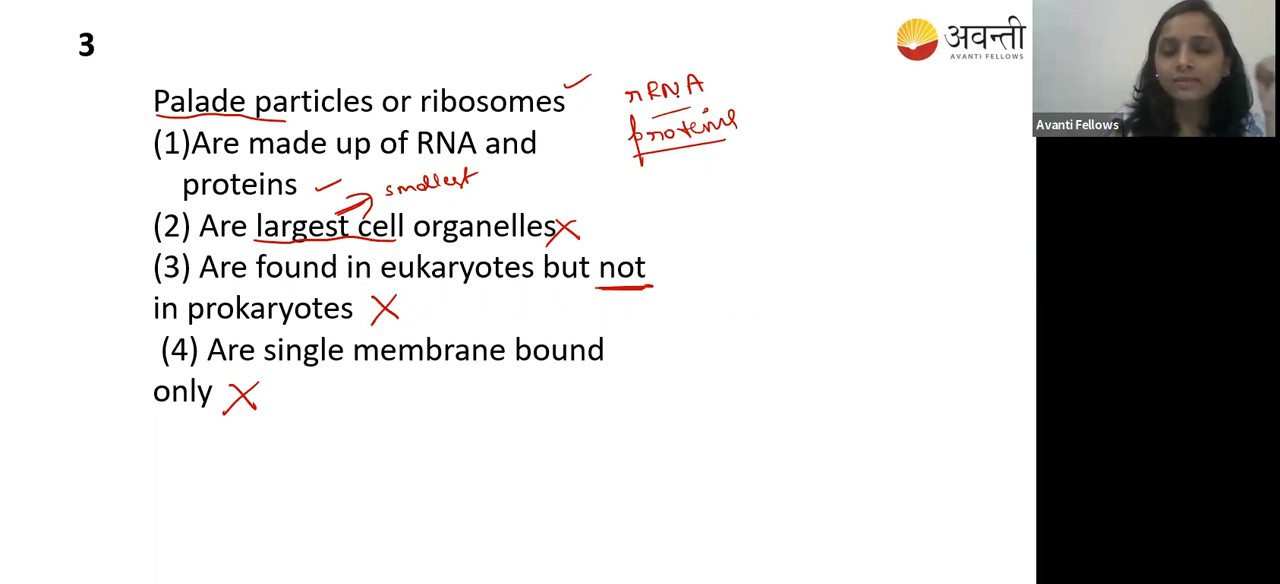 3
अवन्ती
AVANTI FELLOWS
Avanti Fellows
Palade particles or ribosomes
rRNA
proteins
(1)Are made up of RNA and
proteins
smallest
(2) Are largest cell organelles
(3) Are found in eukaryotes but not
in prokaryotes
(4) Are single membrane bound
only